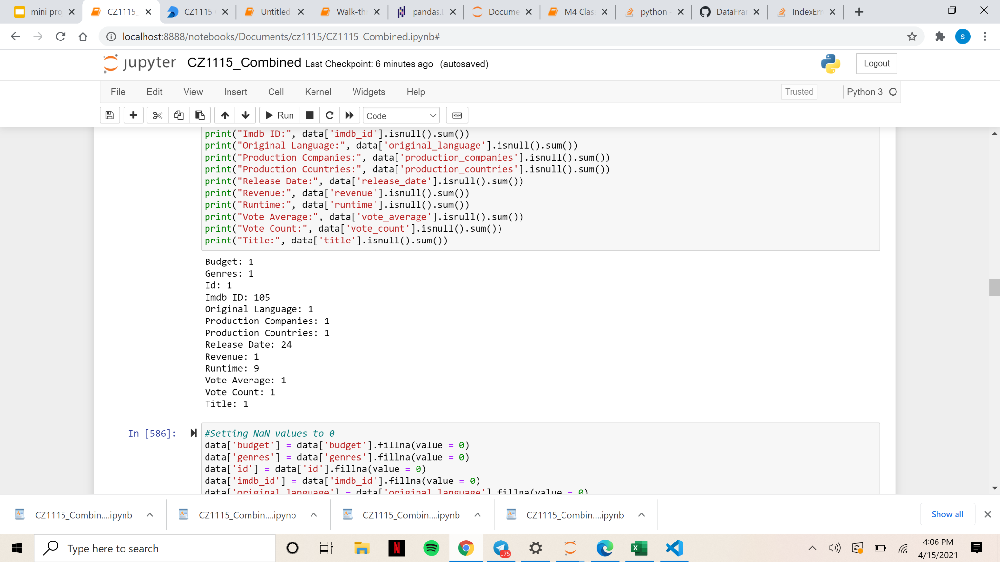 mini pro
CZ1115_
CZ1115
Untitled
Walk-thr
pandas.
Docume
M4 Clas
python
DataFra
IndexErr
localhost:8888/notebooks/Documents/cz1115/CZ1115_Combined.ipynb#
S
jupyter CZ1115_Combined Last Checkpoint: 6 minutes ago (autosaved)
Logout
File Edit View Insert Cell Kernel Widgets Help
Trusted
Python 3
Run
Code
print("Imdb ID:", data['imdb_id'].isnull().sum())
print("Original Language:", data['original_language'].isnull().sum())
print("Production Companies:", data['production_companies'].isnull().sum())
print("Production Countries:", data['production_countries'].isnull().sum())
print("Release Date:", data['release_date'].isnull().sum())
print("Revenue:", data['revenue'].isnull().sum())
print("Runtime:", data['runtime'].isnull().sum())
print("Vote Average:", data['vote_average'].isnull().sum())
print("Vote Count:", data['vote_count'].isnull().sum())
print("Title:", data['title'].isnull().sum())
Budget: 1
Genres: 1
Id: 1
Imdb ID: 105
Original Language: 1
Production Companies: 1
Production Countries: 1
Release Date: 24
Revenue: 1
Runtime: 9
Vote Average: 1
Vote Count: 1
Title: 1
In [586]:
#Setting NaN values to 0
data['budget'] = data['budget'].fillna(value = 0)
data['genres'] = data['genres'].fillna(value = 0)
data['id'] = data['id'].fillna(value = 0)
data['imdb_id'] = data['imdb_id'].fillna(value = 0)
data['original_language'] = data['original_language'].fillna(value = 0)
CZ1115_Combin....ipynb
CZ1115_Combin....ipynb
CZ1115_Combin....ipynb
CZ1115_Combin....ipynb
Show all
Type here to search
N
..75
X
4:06 PM
4/15/2021